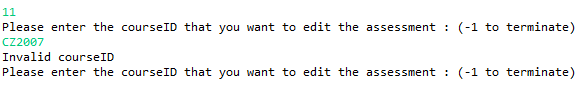 11
Please enter the courseID that you want to edit the assessment : (-1 to terminate)
CZ2007
Invalid courseID
Please enter the courseID that you want to edit the assessment : (-1 to terminate)